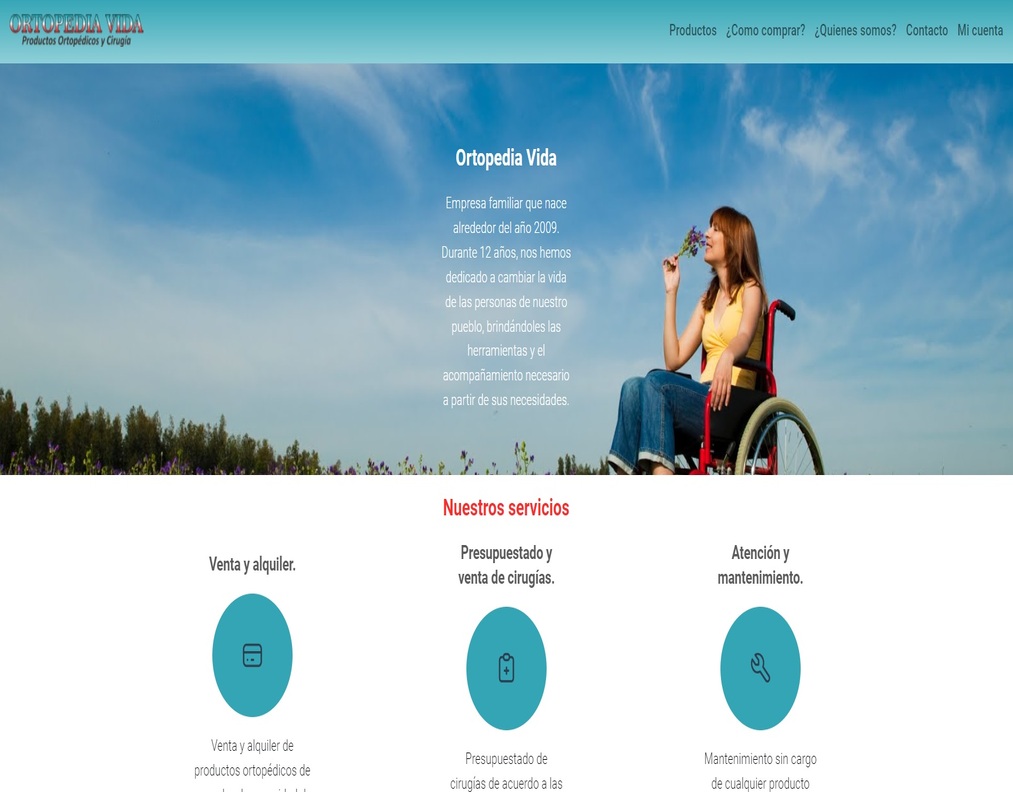 ORTOPEDIA VIDA
Productos Ortopédicos y Cirugía
Productos ¿Como comprar? ¿Quienes somos? Contacto Mi cuenta
Ortopedia Vida
Empresa familiar que nace
alrededor del año 2009.
Durante 12 años, nos hemos
dedicado a cambiar la vida
de las personas de nuestro
pueblo, brindándoles las
herramientas y el
acompañamiento necesario
a partir de sus necesidades.
Nuestros servicios
Venta y alquiler.
Venta y alquiler de
productos ortopédicos de
Presupuestado y
venta de cirugías.
Presupuestado de
cirugías de acuerdo a las
Atención y
mantenimiento.
Mantenimiento sin cargo
de cualquier producto